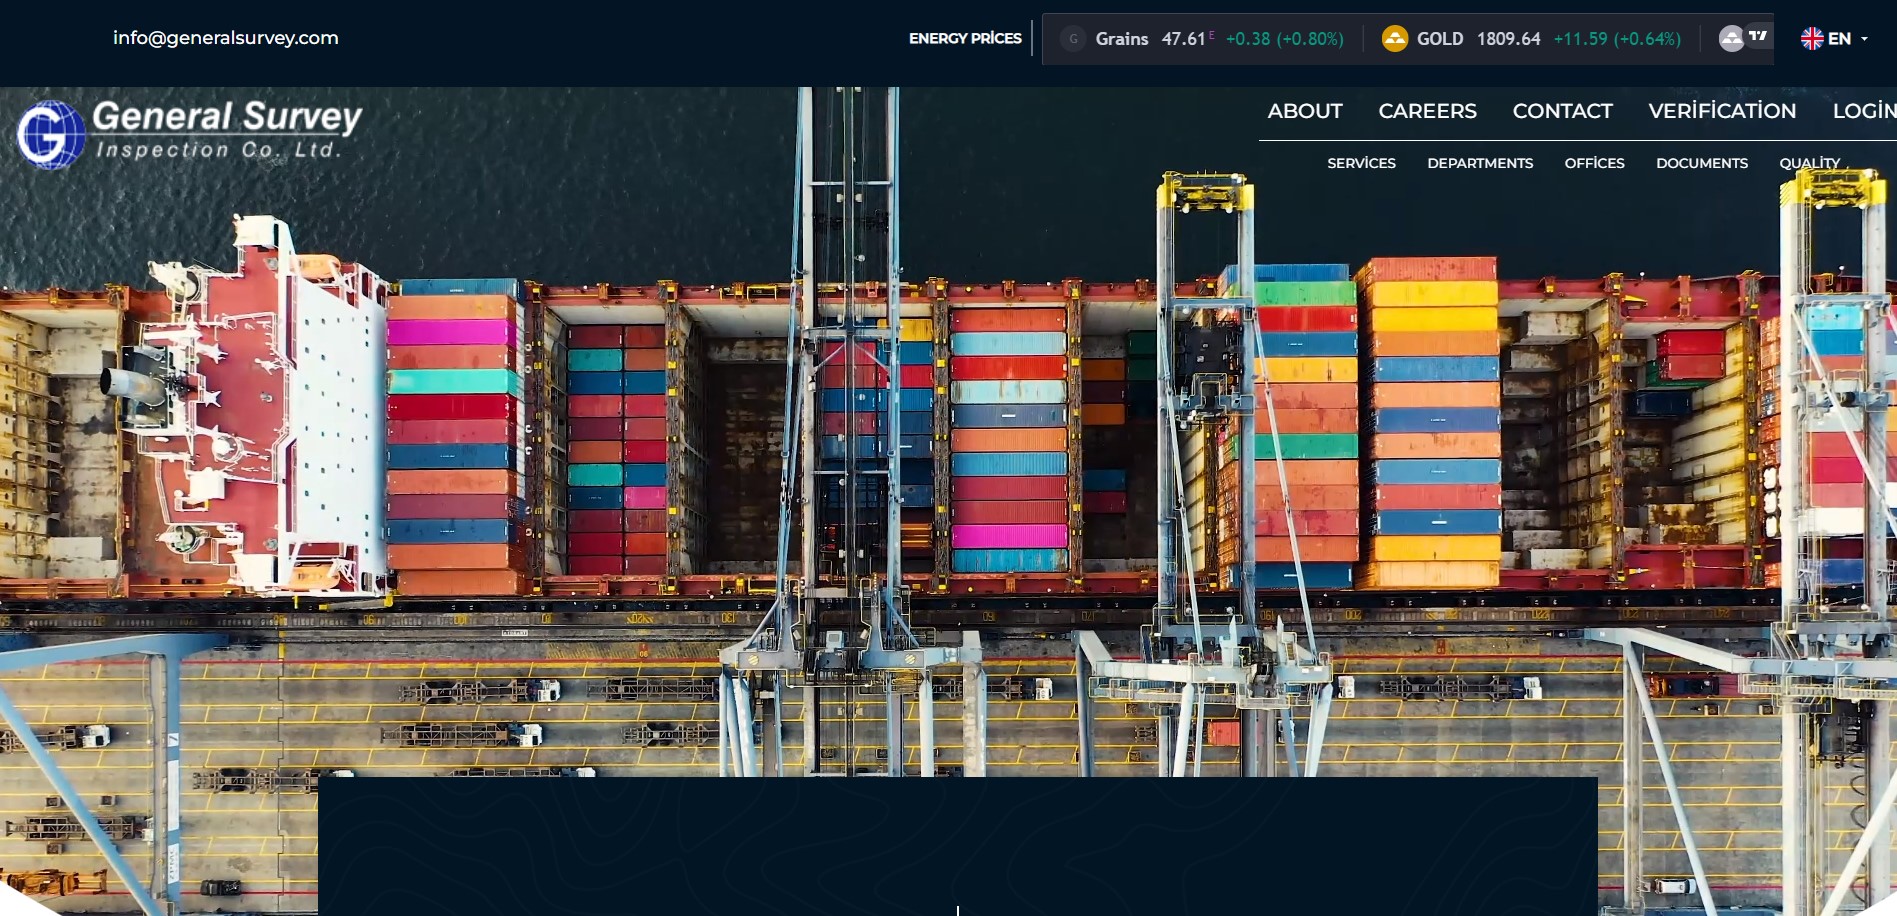 info@generalsurvey.com
ENERGY PRİCES
G Grains 47.61 E +0.38 (+0.80%)
GOLD 1809.64 +11.59 (+0.64%)
EN
General Survey
Inspection Co. Ltd.
ABOUT CAREERS CONTACT VERİFİCATİON LOGİN
SERVİCES DEPARTMENTS OFFİCES DOCUMENTS QUALİTY